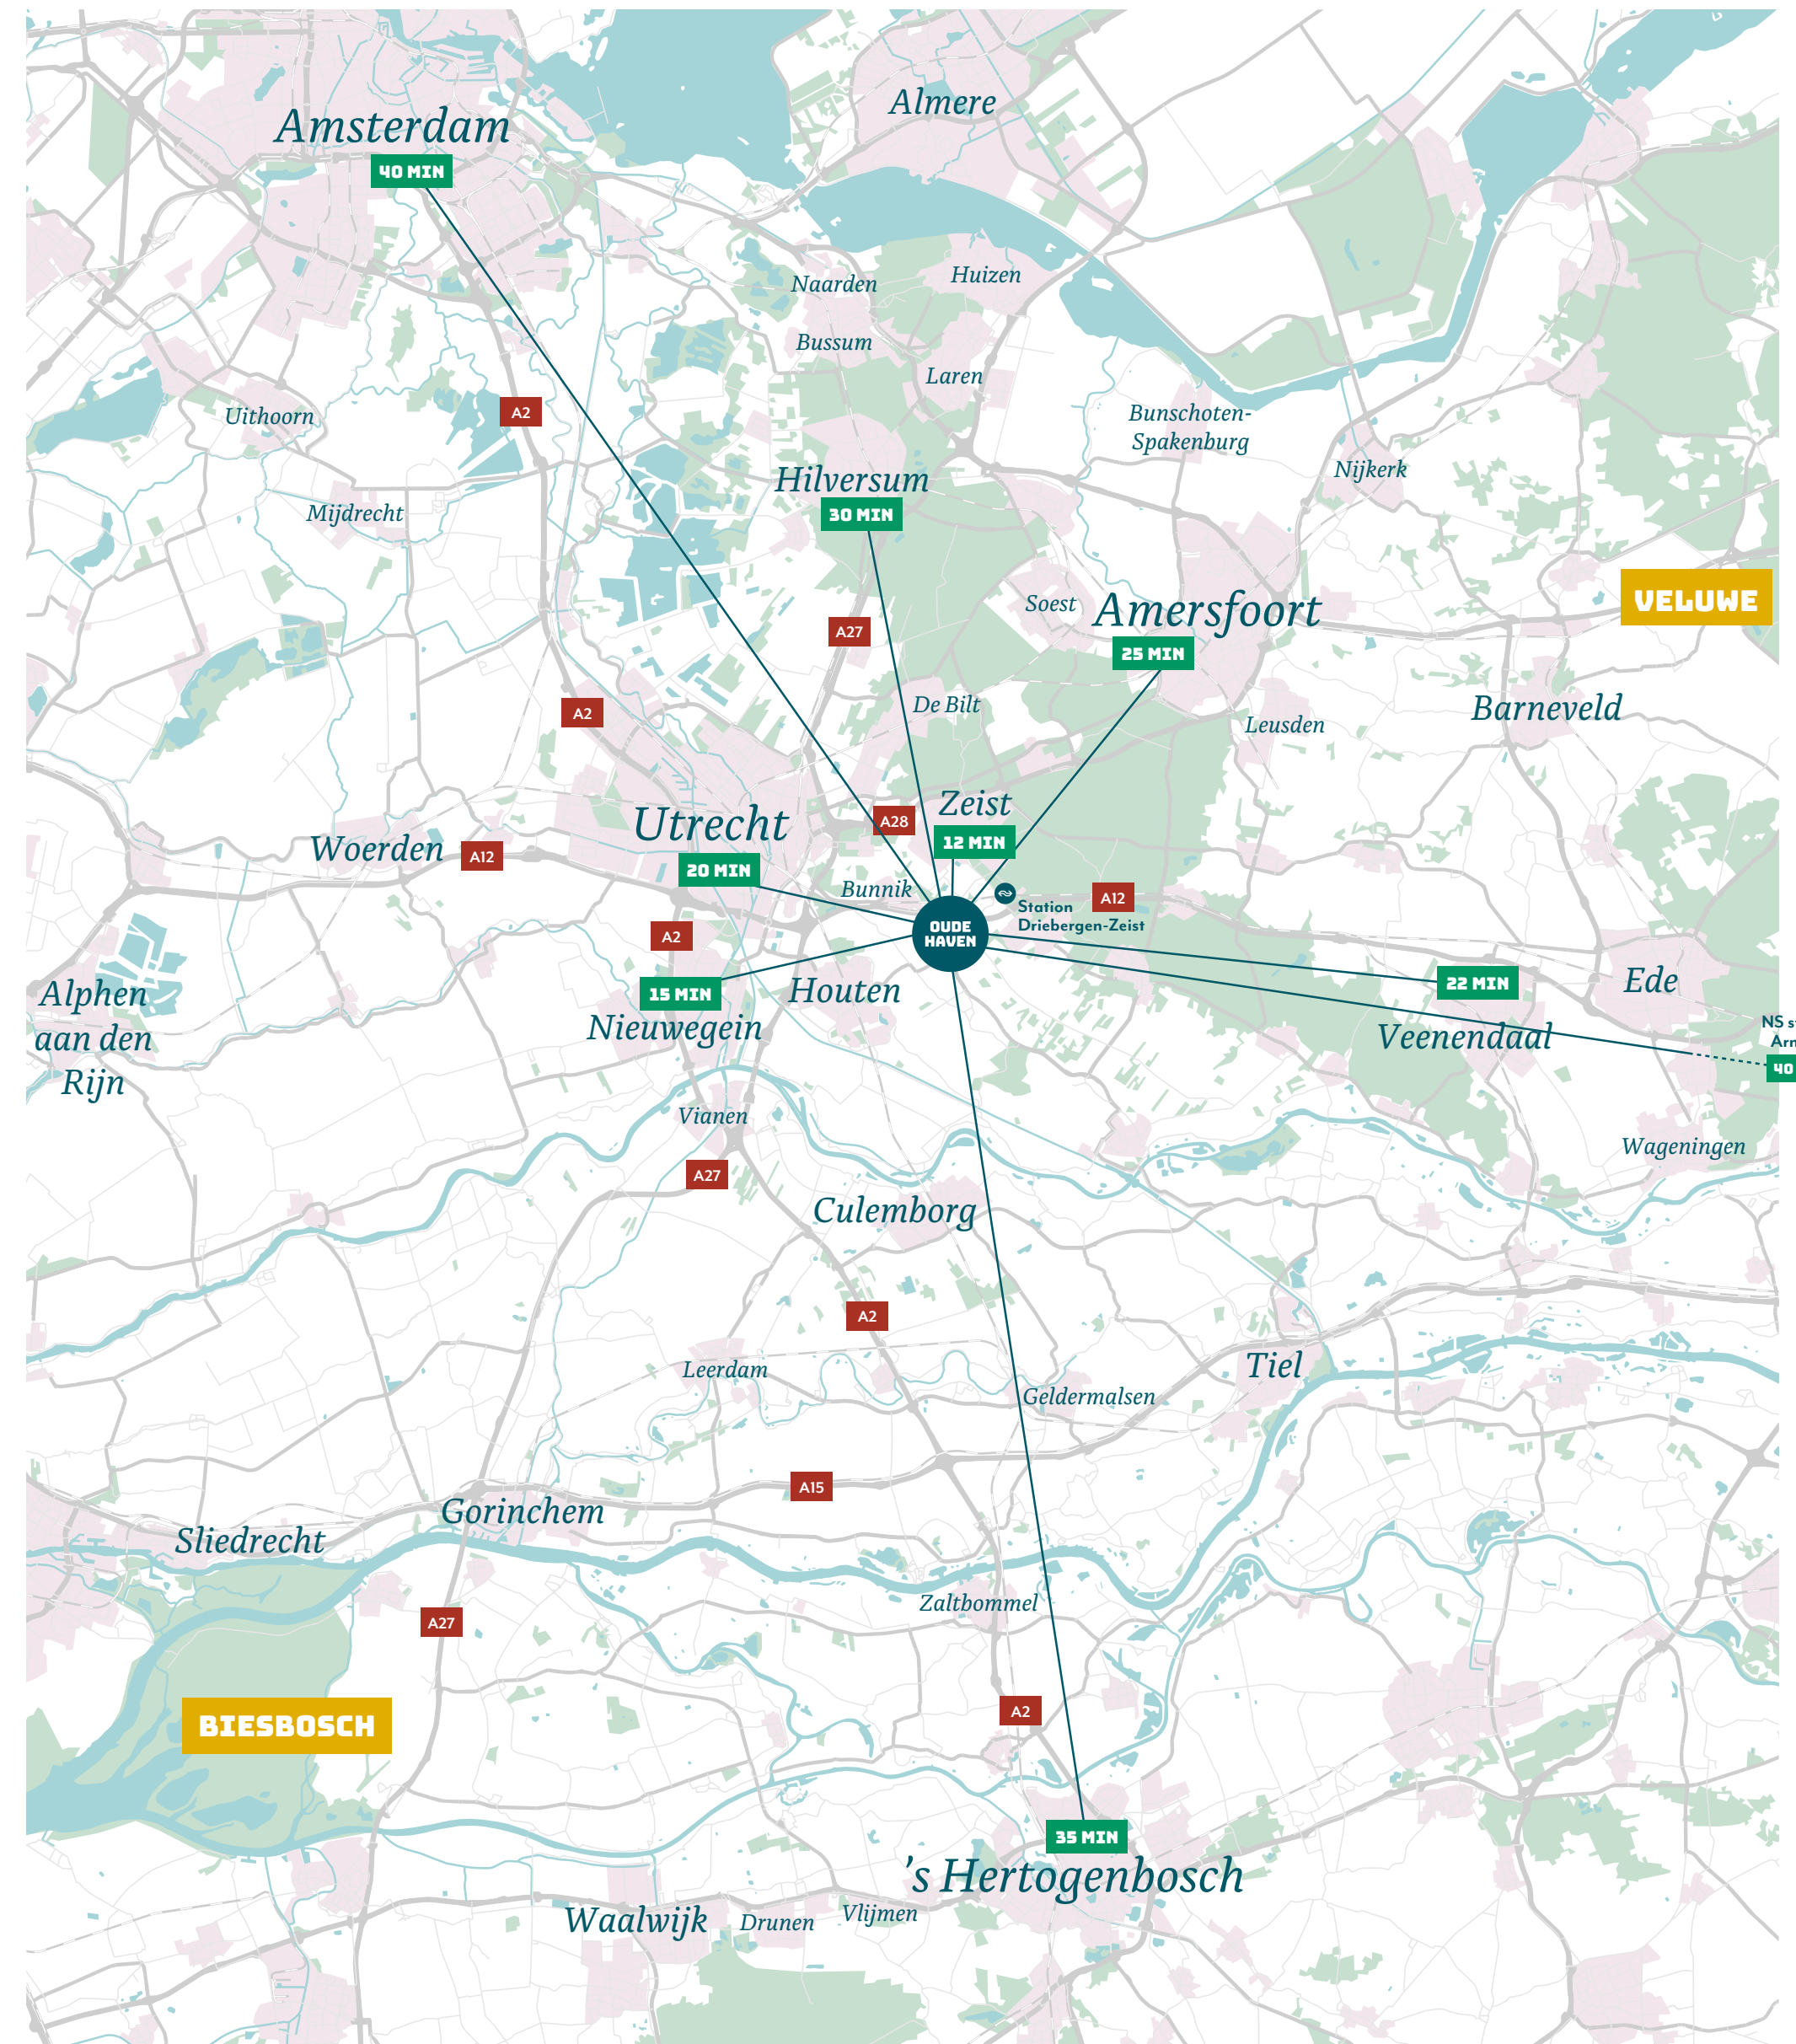 Almere
Amsterdam
40 MIN
Huizen
Naarden
Bussum
Laren
Uithoorn
A2
Bunschoten-
Spakenburg
Nijkerk
Hilversum
30 MIN
Mijdrecht
VELUWE
Soest
Amersfoort
25 MIN
A27
De Bilt
A2
Leusden
Barneveld
Zeist
12 MIN
A28
Utrecht
20 MIN
Woerden
A12
Bunnik
A12
Station
Driebergen-Zeist
OUDE
HAVEN
A2
15 MIN
Nieuwegein
Houten
22 MIN
Veenendaal
Ede
Alphen
aan den
Rijn
NS
40
Vianen
Wageningen
A27
Culemborg
A2
Leerdam
Tiel
Geldermalsen
A15
Gorinchem
Sliedrecht
Zaltbommel
A27
BIESBOSCH
A2
35 MIN
's Hertogenbosch
Waalwijk
Drunen
Vlijmen